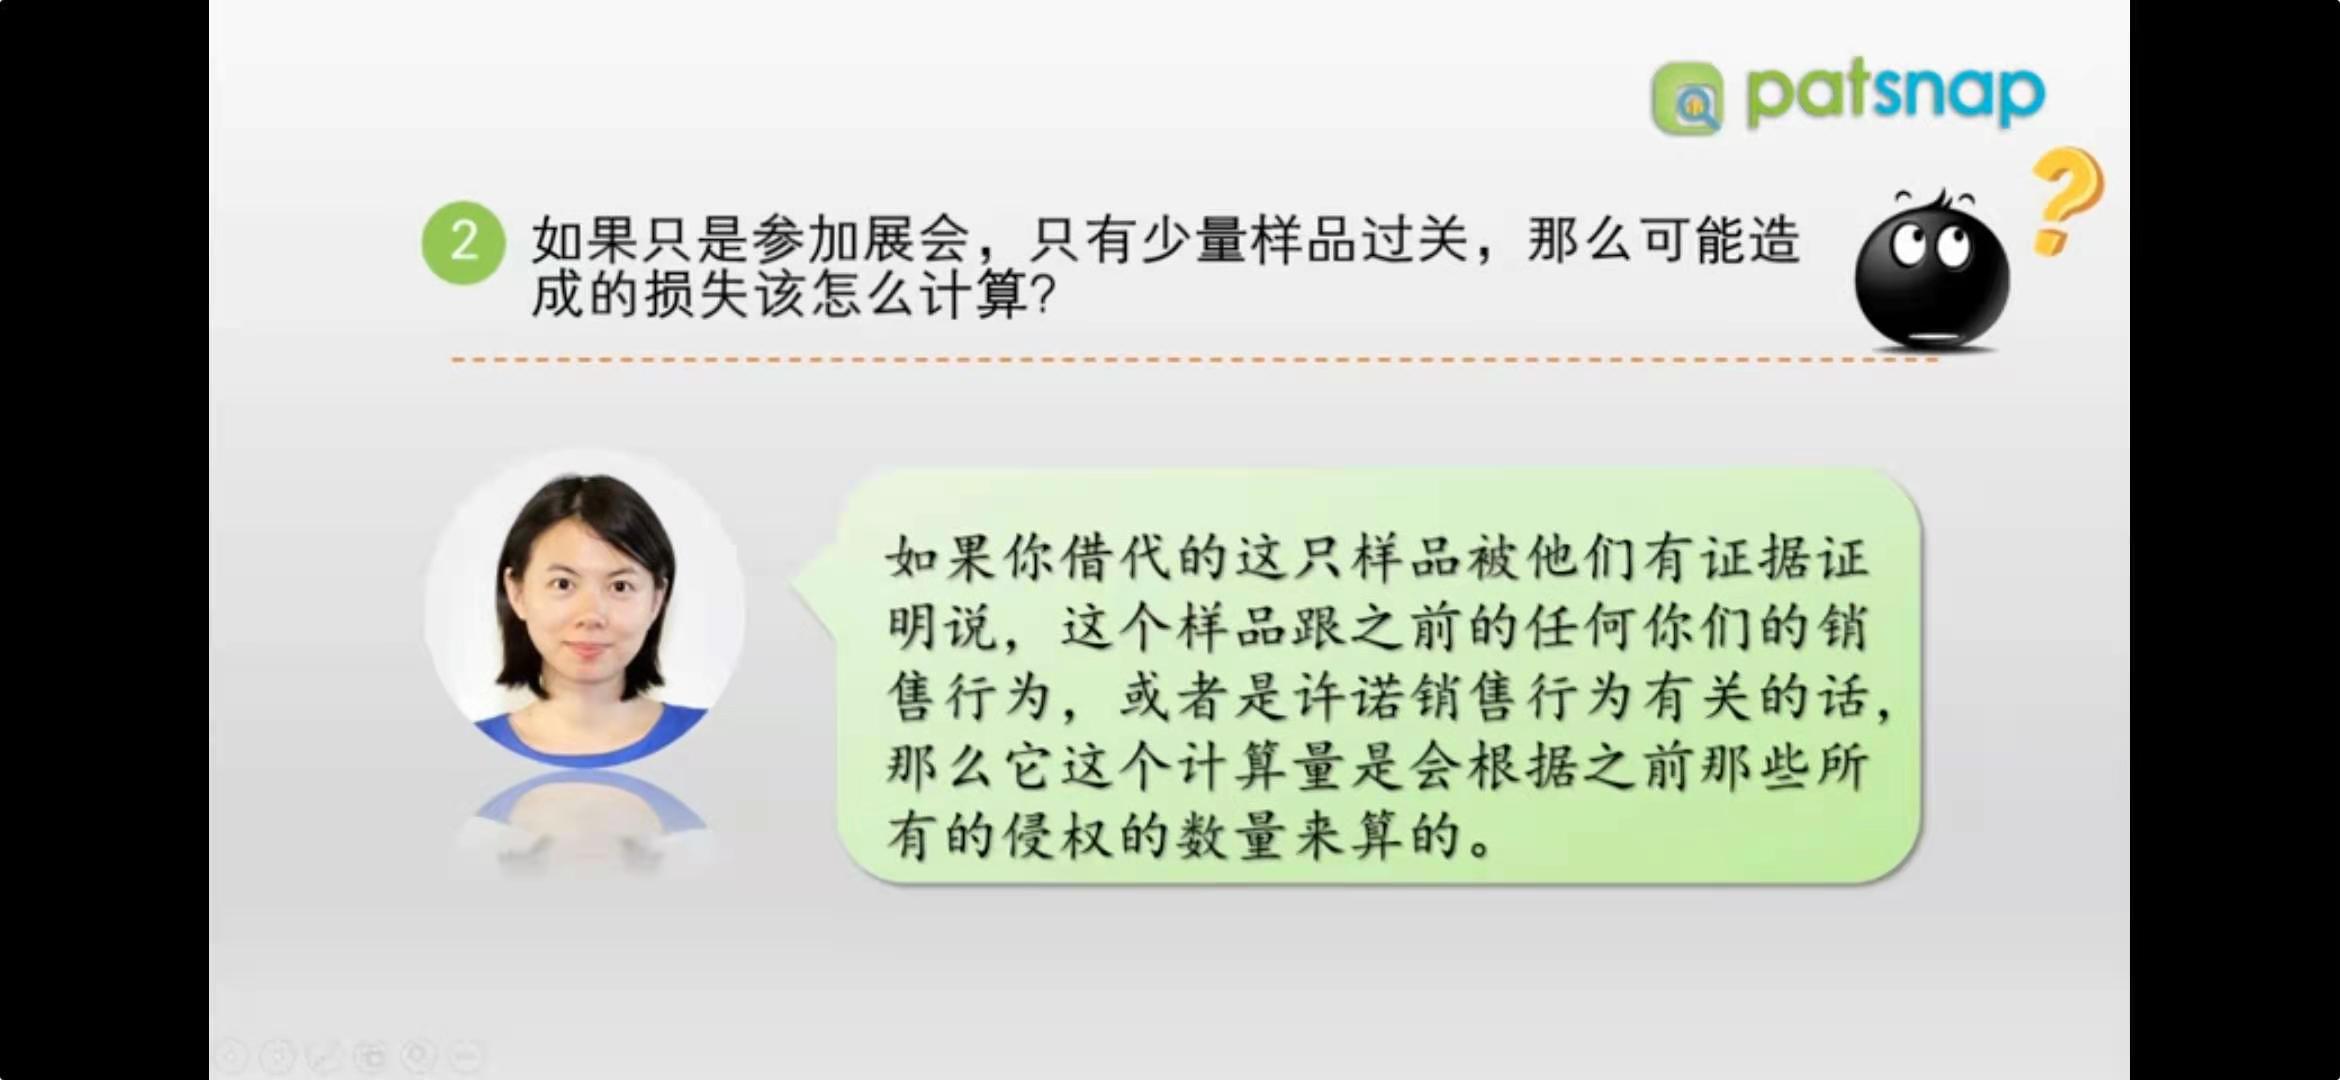 patsnap
2 如果只是参加展会，只有少量样品过关，那么可能造
成的损失该怎么计算？
如果你借代的这只样品被他们有证据证
明说，这个样品跟之前的任何你们的销
售行为，或者是许诺销售行为有关的话，
那么它这个计算量是会根据之前那些所
有的侵权的数量来算的。